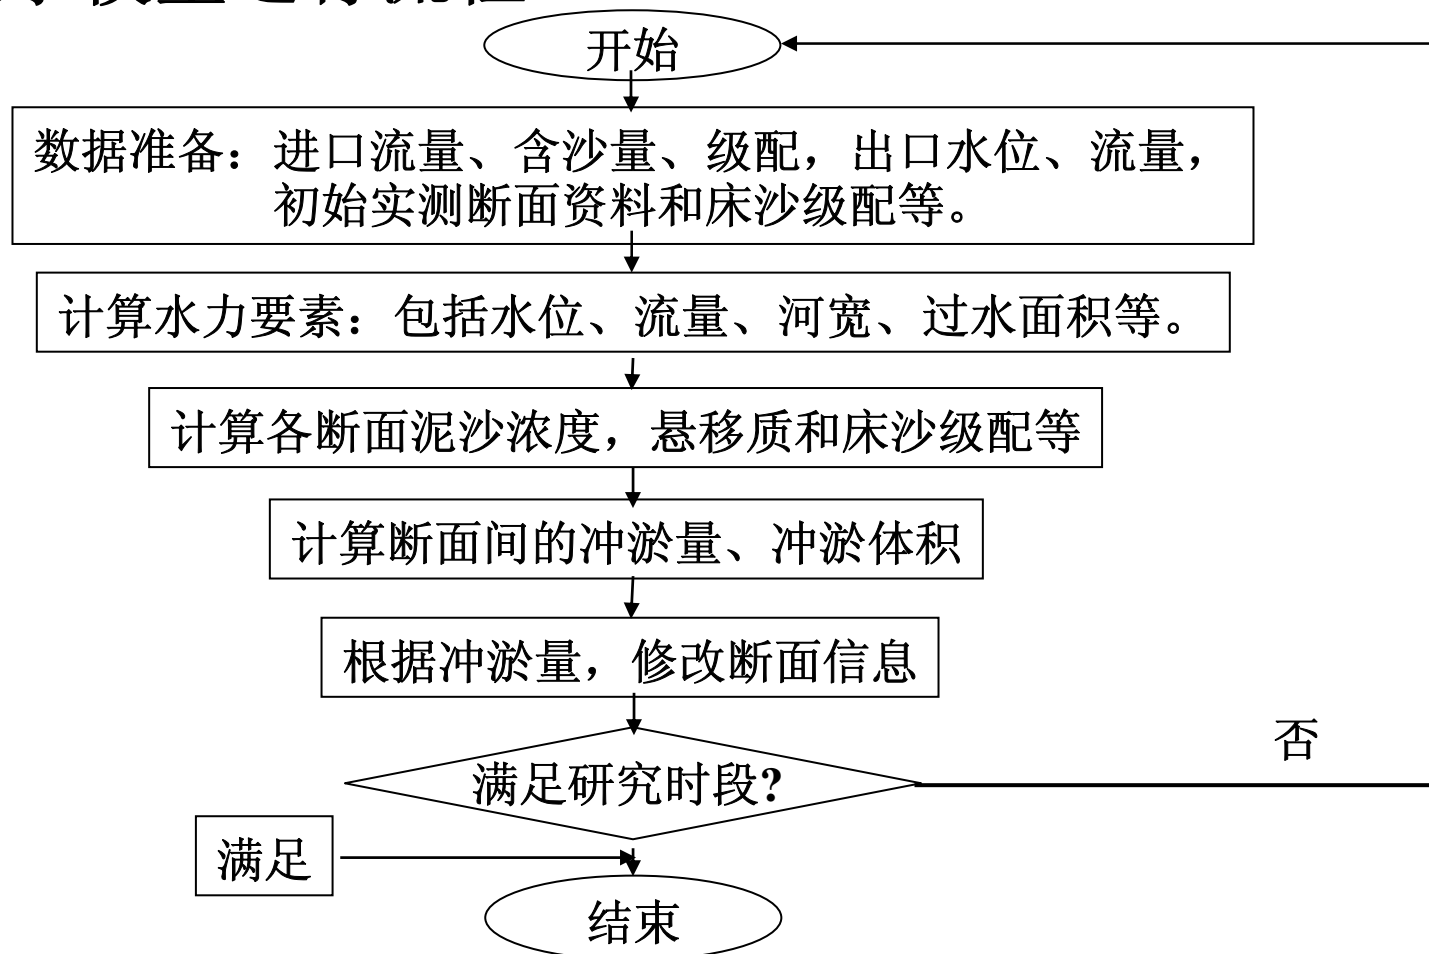 开始
数据准备：进口流量、含沙量、级配，出口水位、流量，
初始实测断面资料和床沙级配等。
计算水力要素：包括水位、流量、河宽、过水面积等。
计算各断面泥沙浓度，悬移质和床沙级配等
计算断面间的冲淤量、冲淤体积
根据冲淤量，修改断面信息
否
满足研究时段?
满足
结束